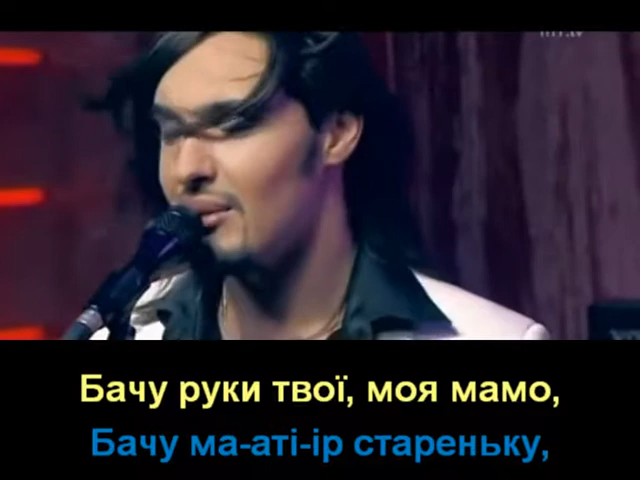 Бачу руки твої, моя мамо,
Бачу ма-аті-ір стареньку,